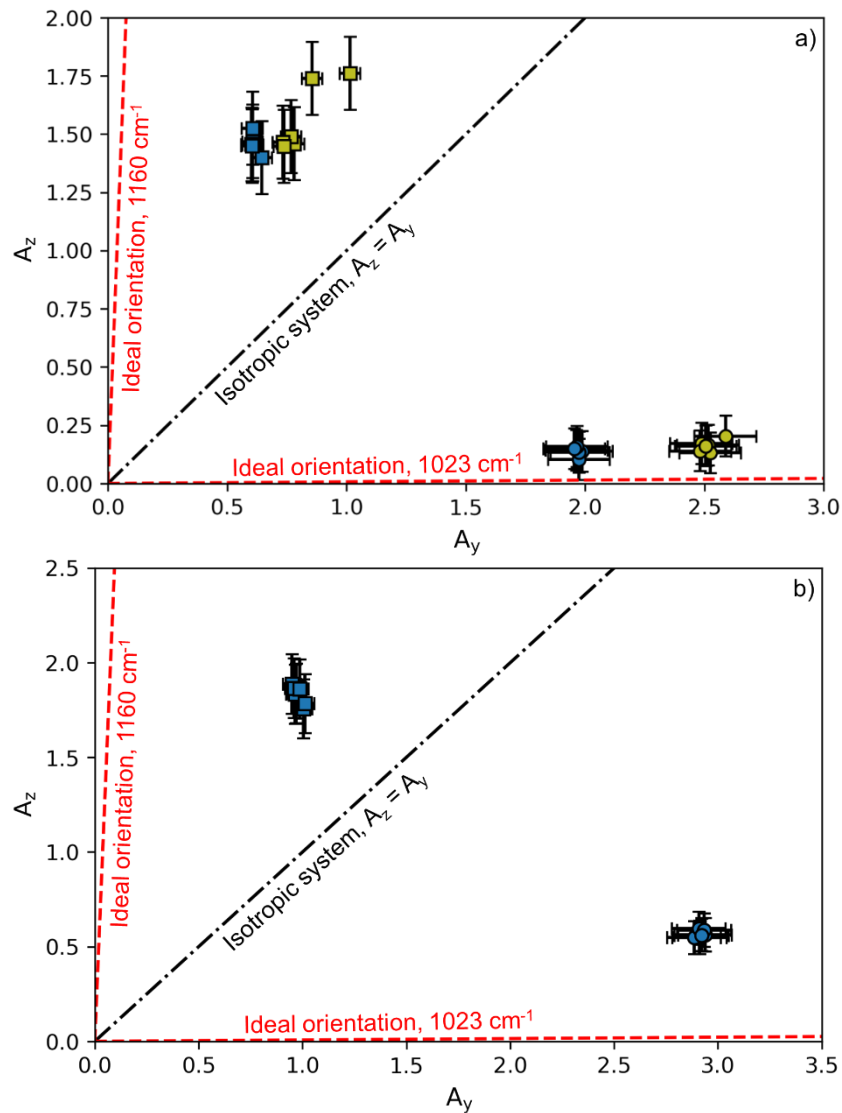 a)
2.00
1.75
1.50
1.25
1.00
0.75
0.50
0.25
0.00
A_z
Ideal orientation, 1160 cm⁻¹
Isotropic system, A_z = A_y
Ideal orientation, 1023 cm⁻¹
0.0 0.5 1.0 1.5 2.0 2.5 3.0
A_y
b)
2.5
2.0
1.5
1.0
0.5
0.0
A_z
Ideal orientation, 1160 cm⁻¹
Isotropic system, A_z = A_y
Ideal orientation, 1023 cm⁻¹
0.0 0.5 1.0 1.5 2.0 2.5 3.0 3.5
A_y